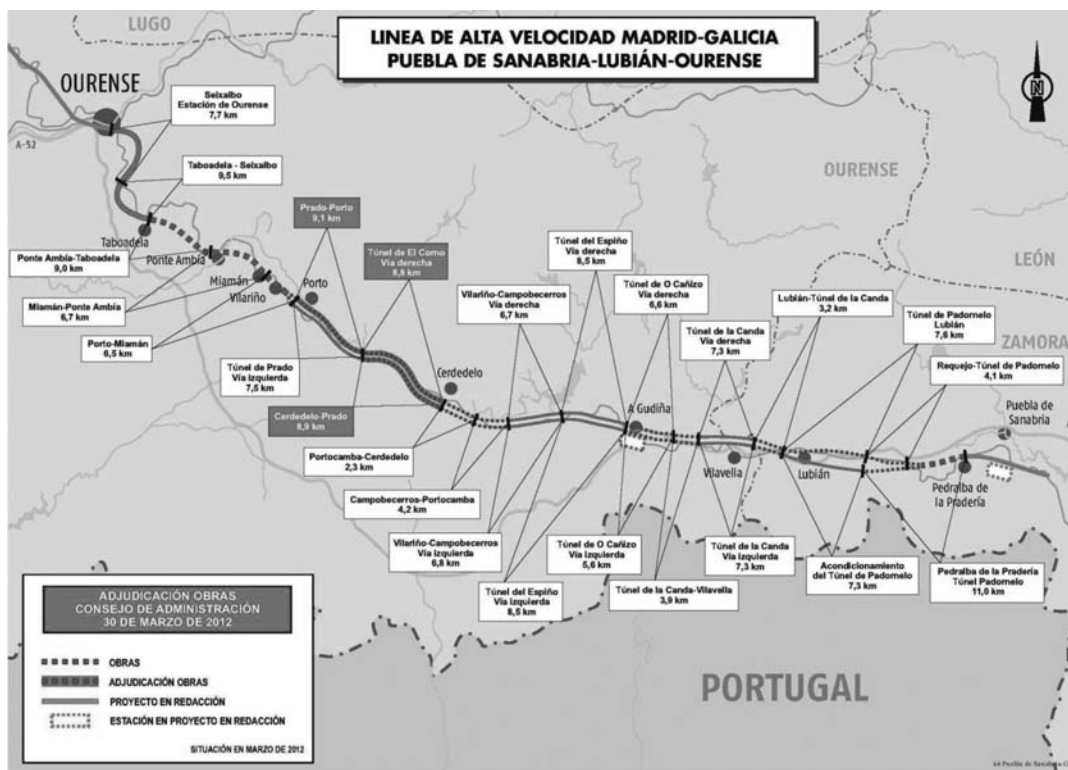 LUGO
LINEA DE ALTA VELOCIDAD MADRID-GALICIA
PUEBLA DE SANABRIA-LUBIÁN-OURENSE
N
OURENSE
A-52
Seixalbo
Estación de Ourense
7,7 km
Taboadela - Seixalbo
9,5 km
OURENSE
Prado-Porto
9,1 km
Túnel de El Corno
Vía derecha
8,8 km
Túnel del Espiño
Vía derecha
8,5 km
Túnel de O Cañizo
Vía derecha
6,6 km
LEÓN
Taboadela
Ponte Ambía-Taboadela
9,0 km
Ponte Ambía
Miamán
Vilariño
Porto
Vilariño-Campobecerros
Vía derecha
6,7 km
Lubián-Túnel de la Canda
3,2 km
Túnel de Padornelo
Lubián
7,6 km
Túnel de la Canda
Vía derecha
7,3 km
ZAMORA
Miamán-Ponte Ambía
6,7 km
Porto-Miamán
6,5 km
Túnel de Prado
Vía Izquierda
7,5 km
Requejo-Túnel de Padornelo
4,1 km
Cerdedelo
Cerdedelo-Prado
8,9 km
A Gudiña
Puebla de
Sanabria
Portocamba-Cerdedelo
2,3 km
Vilavella
Lubián
Pedralba de
la Pradería
Campobecerros-Portocamba
4,2 km
Vilariño-Campobecerros
Vía izquierda
6,8 km
Túnel de O Cañizo
Vía izquierda
5,6 km
Túnel de la Canda
Vía izquierda
7,3 km
Acondicionamiento
del Túnel de Padornelo
7,3 km
Pedralba de la Pradería
Túnel Padornelo
11,0 km
Túnel del Espiño
Vía izquierda
8,5 km
Túnel de la Canda-Vilavella
3,9 km
ADJUDICACIÓN OBRAS
CONSEJO DE ADMINISTRACIÓN
30 DE MARZO DE 2012
OBRAS
ADJUDICACIÓN OBRAS
PROYECTO EN REDACCIÓN
ESTACIÓN EN PROYECTO EN REDACCIÓN
SITUACIÓN EN MARZO DE 2012
PORTUGAL